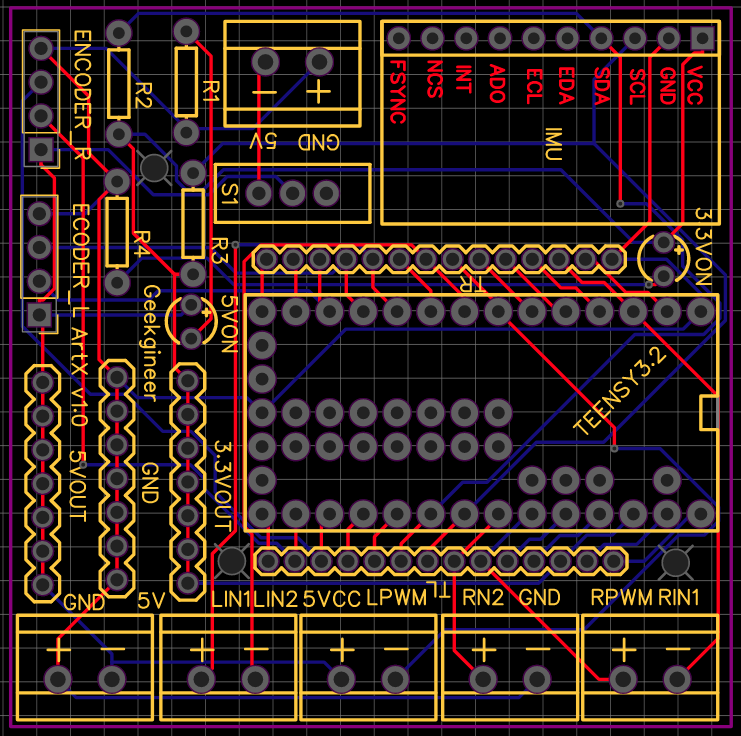 ENCODER_R
R2
R1
5V
GND
FSYNC
NCS
INT
ADO
ECL
EDA
SDA
SCL
GND
VCC
IMU
S1
ECODER_L
R4
R3
3.3VON
TR
Geekgineer
5VON
ArtX v1.0
TEENSY3.2
5VOUT
GND
3.3VOUT
GND
5V
LIN1
LIN2
5VCC
LPWM
TL
RN2
GND
RPWM
RIN1